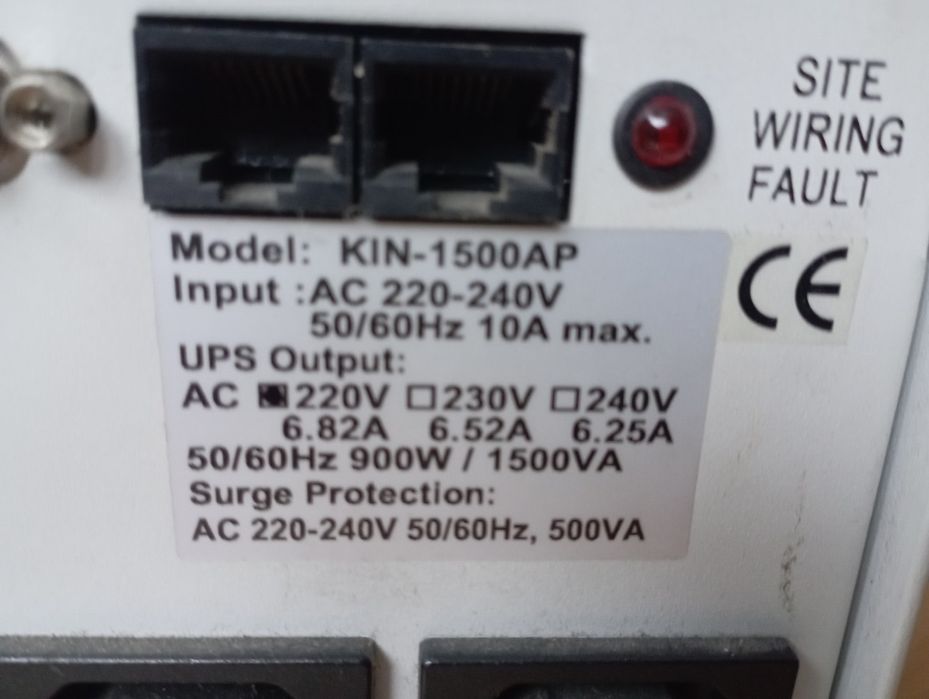 SITE
WIRING
FAULT
Model: KIN-1500AP
Input :AC 220-240V
50/60Hz 10A max.
UPS Output:
AC ■220V □230V □240V
6.82A 6.52A 6.25A
50/60Hz 900W / 1500VA
Surge Protection:
AC 220-240V 50/60Hz, 500VA
CE